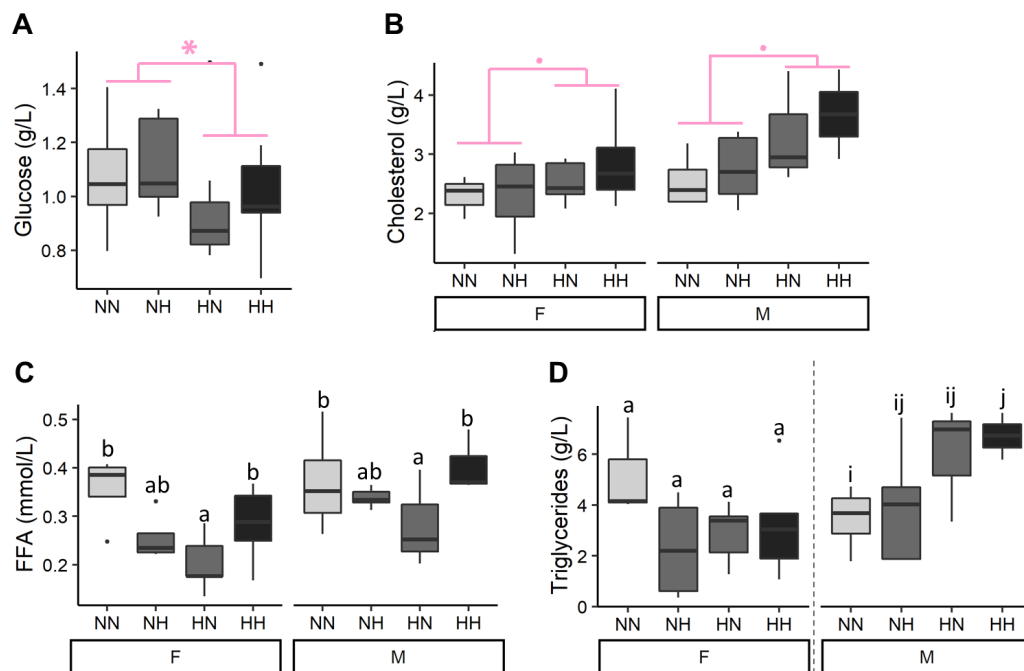 A
*
Glucose (g/L)
1.4
1.2
1.0
0.8
NN NH HN HH
B
Cholesterol (g/L)
4
3
2
NN NH HN HH NN NH HN HH
F M
C
FFA (mmol/L)
0.5
0.4
0.3
0.2
b ab a b b ab a b
NN NH HN HH NN NH HN HH
F M
D
Triglycerides (g/L)
6
4
2
0
a a a a i ij ij j
NN NH HN HH NN NH HN HH
F M